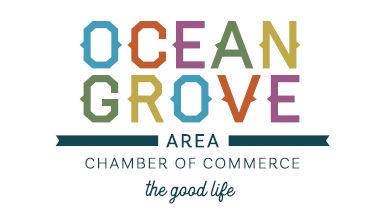 OCEAN
GROVE
AREA
CHAMBER OF COMMERCE
the good life